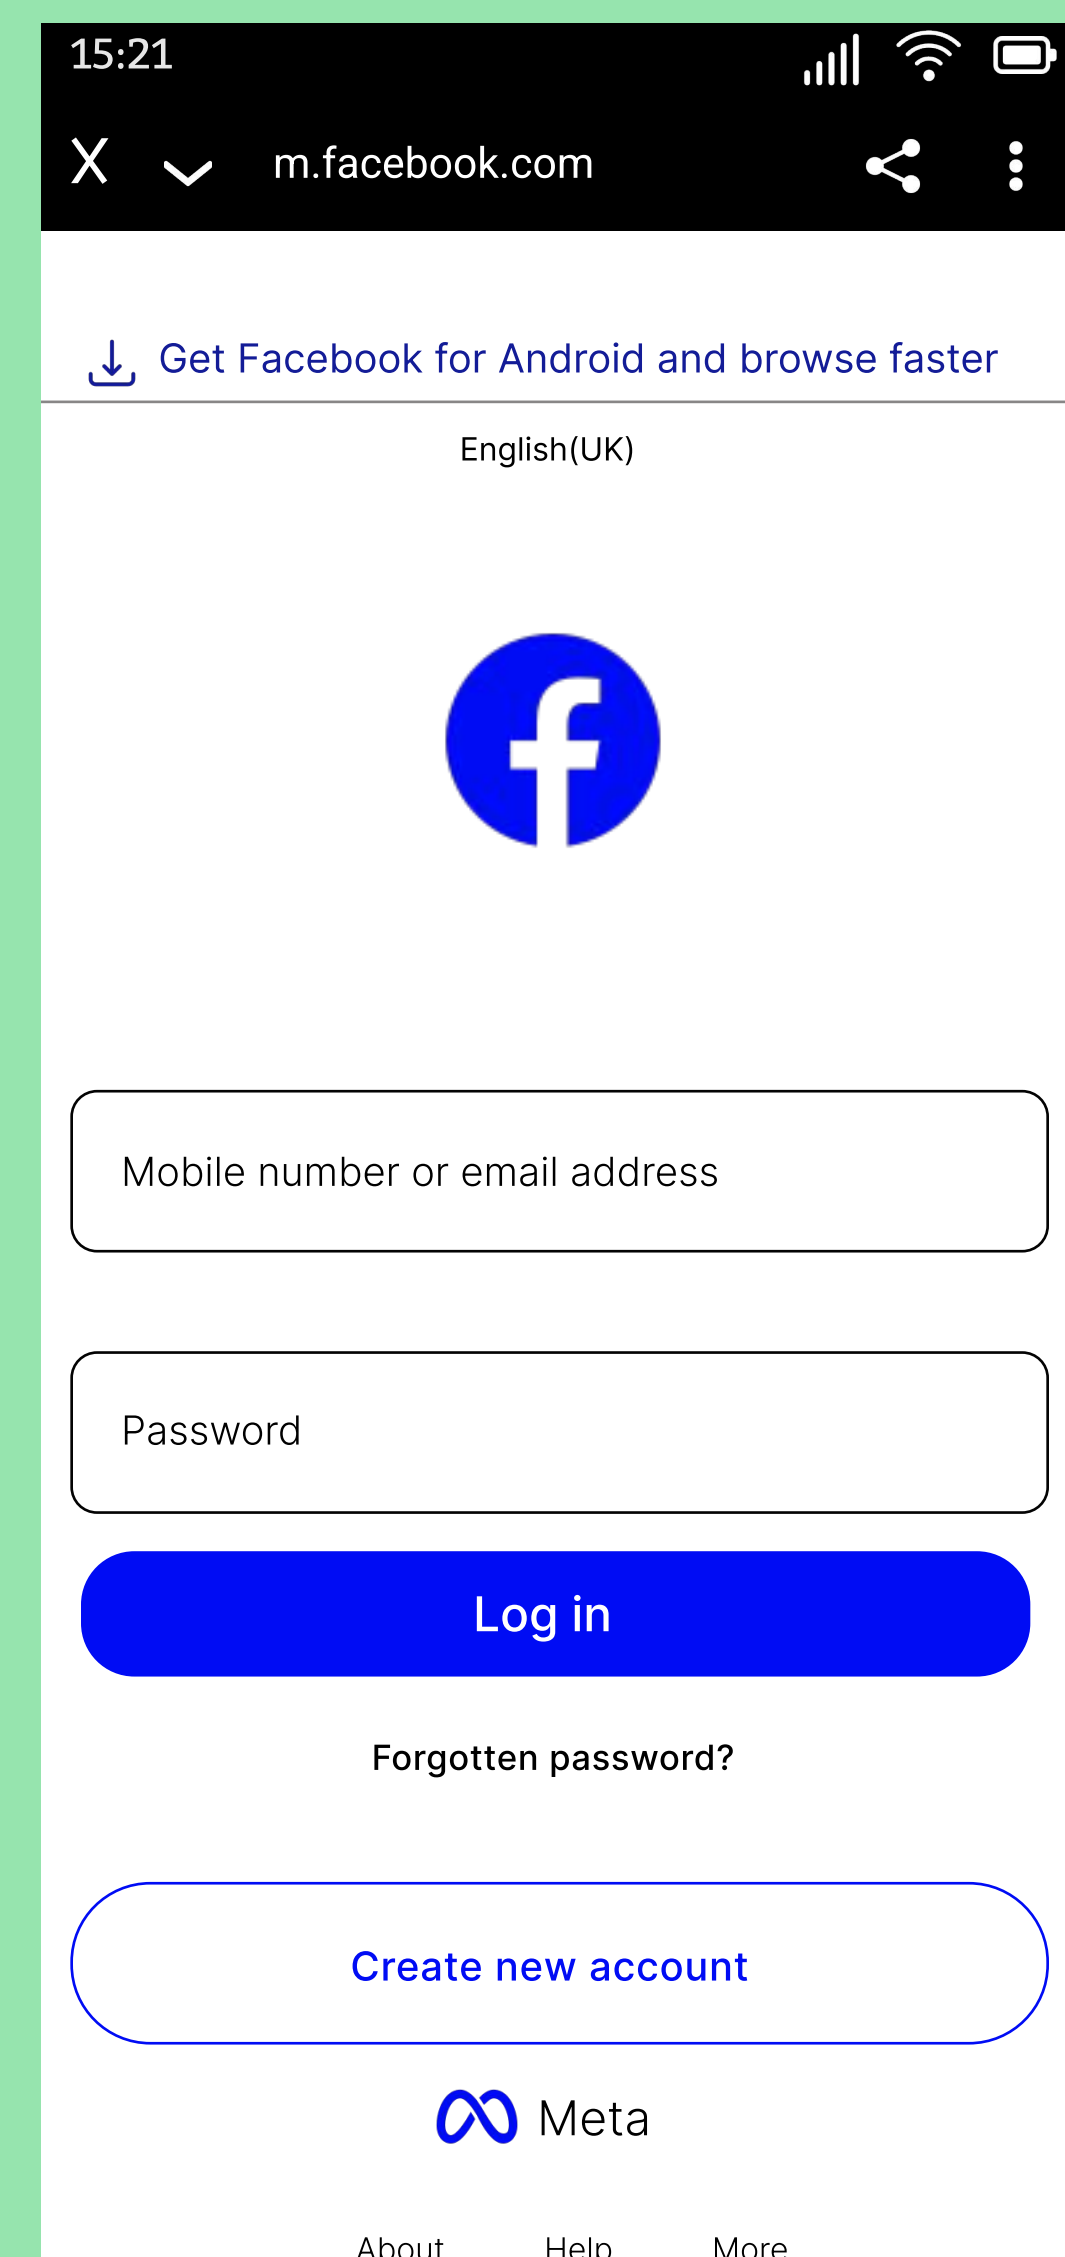 15:21
X m.facebook.com
Get Facebook for Android and browse faster
English(UK)
Mobile number or email address
Password
Log in
Forgotten password?
Create new account
Meta
About Help More